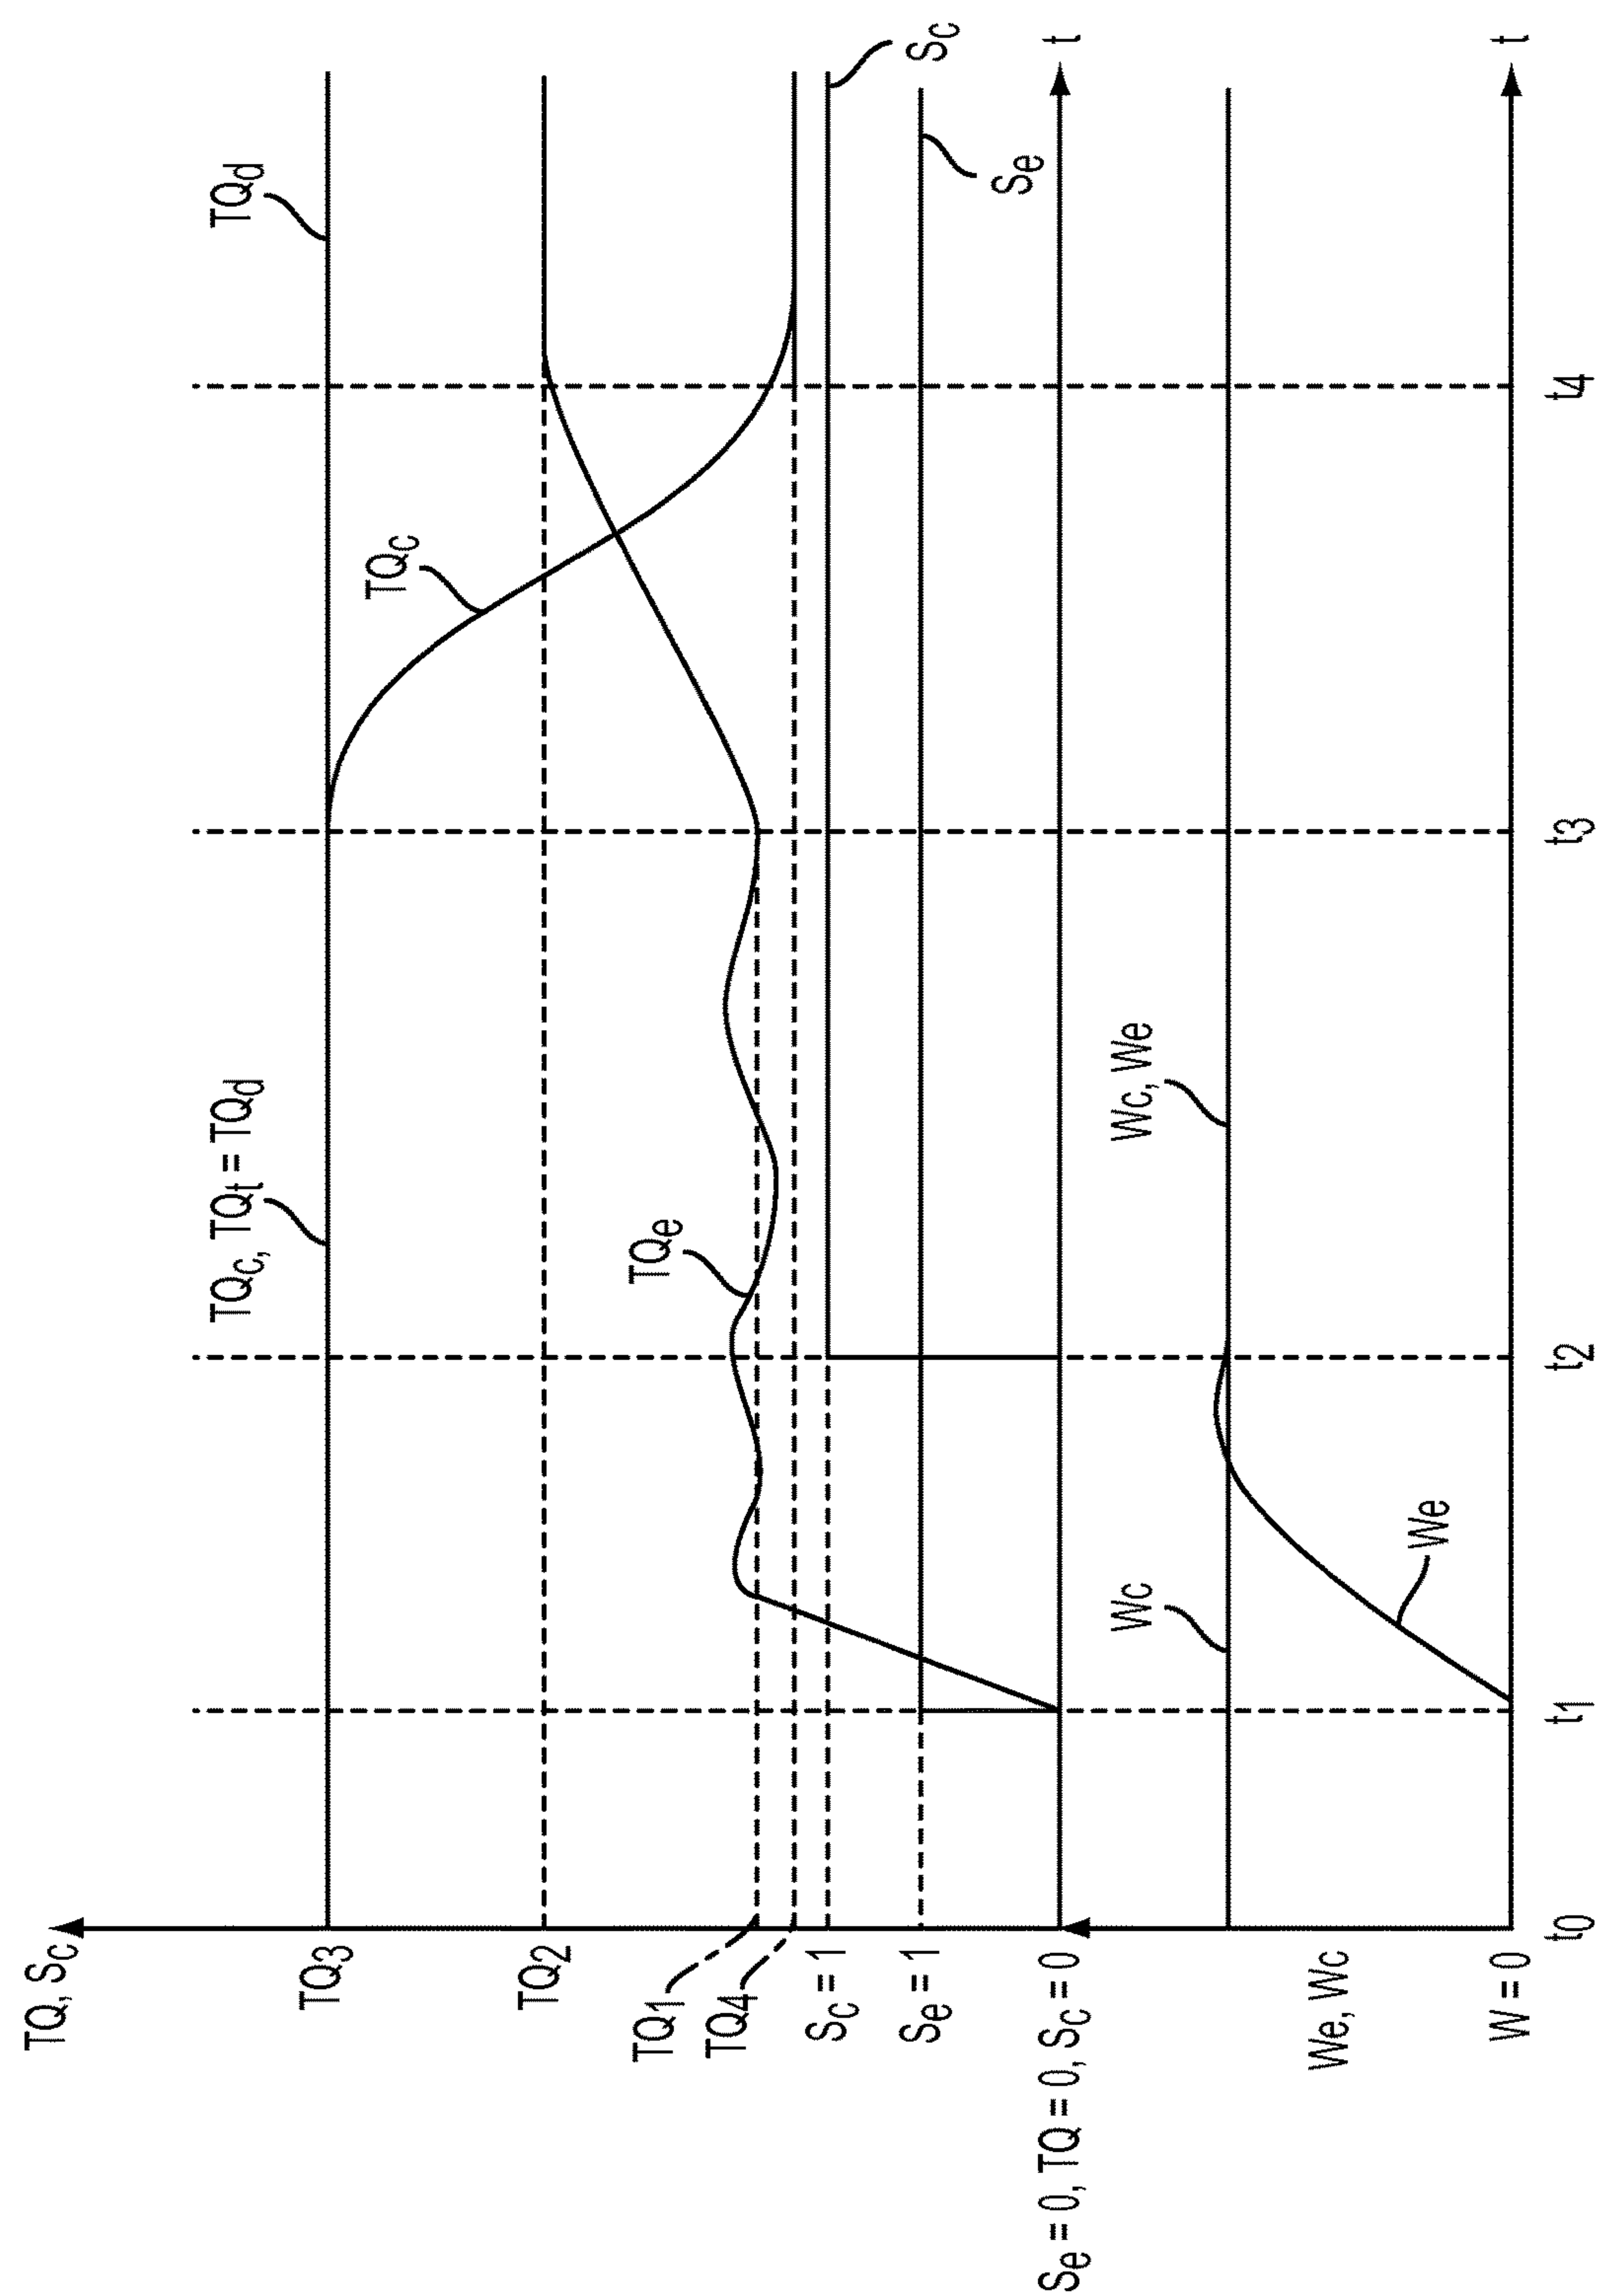 TQ, Sc
TQ3
TQ2
TQ1
TQ4
Sc = 1
Se = 1
Se = 0, TQ = 0, Sc = 0
We, Wc
W = 0
TQc, TQt = TQd
TQd
TQc
TQe
Sc
Se
t
Wc
We
Wc, We
t
t0
t1
t2
t3
t4